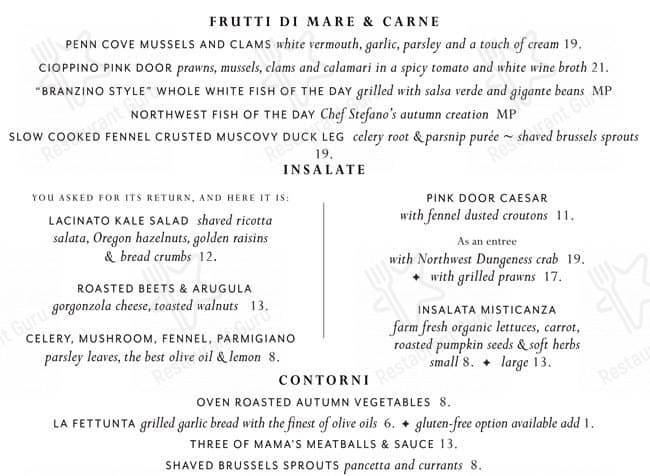 FRUTTI DI MARE & CARNE
PENN COVE MUSSELS AND CLAMS white vermouth, garlic, parsley and a touch of cream 19.
CIOPPINO PINK DOOR prawns, mussels, clams and calamari in a spicy tomato and white wine broth 21.
“BRANZINO STYLE” WHOLE WHITE FISH OF THE DAY grilled with salsa verde and gigante beans MP
NORTHWEST FISH OF THE DAY Chef Stefano’s autumn creation MP
SLOW COOKED FENNEL CRUSTED MUSCOVY DUCK LEG celery root & parsnip purée ~ shaved brussels sprouts
19.
INSALATE
YOU ASKED FOR ITS RETURN, AND HERE IT IS:
LACINATO KALE SALAD shaved ricotta
salata, Oregon hazelnuts, golden raisins
& bread crumbs 12.
ROASTED BEETS & ARUGULA
gorgonzola cheese, toasted walnuts 13.
CELERY, MUSHROOM, FENNEL, PARMIGIANO
parsley leaves, the best olive oil & lemon 8.
PINK DOOR CAESAR
with fennel dusted croutons 11.
As an entree
with Northwest Dungeness crab 19.
✦ with grilled prawns 17.
INSALATA MISTICANZA
farm fresh organic lettuces, carrot,
roasted pumpkin seeds & soft herbs
small 8. ✦ large 13.
CONTORNI
OVEN ROASTED AUTUMN VEGETABLES 8.
LA FETTUNTA grilled garlic bread with the finest of olive oils 6. ✦ gluten-free option available add 1.
THREE OF MAMA’S MEATBALLS & SAUCE 13.
SHAVED BRUSSELS SPROUTS pancetta and currants 8.
Restaurant Guru